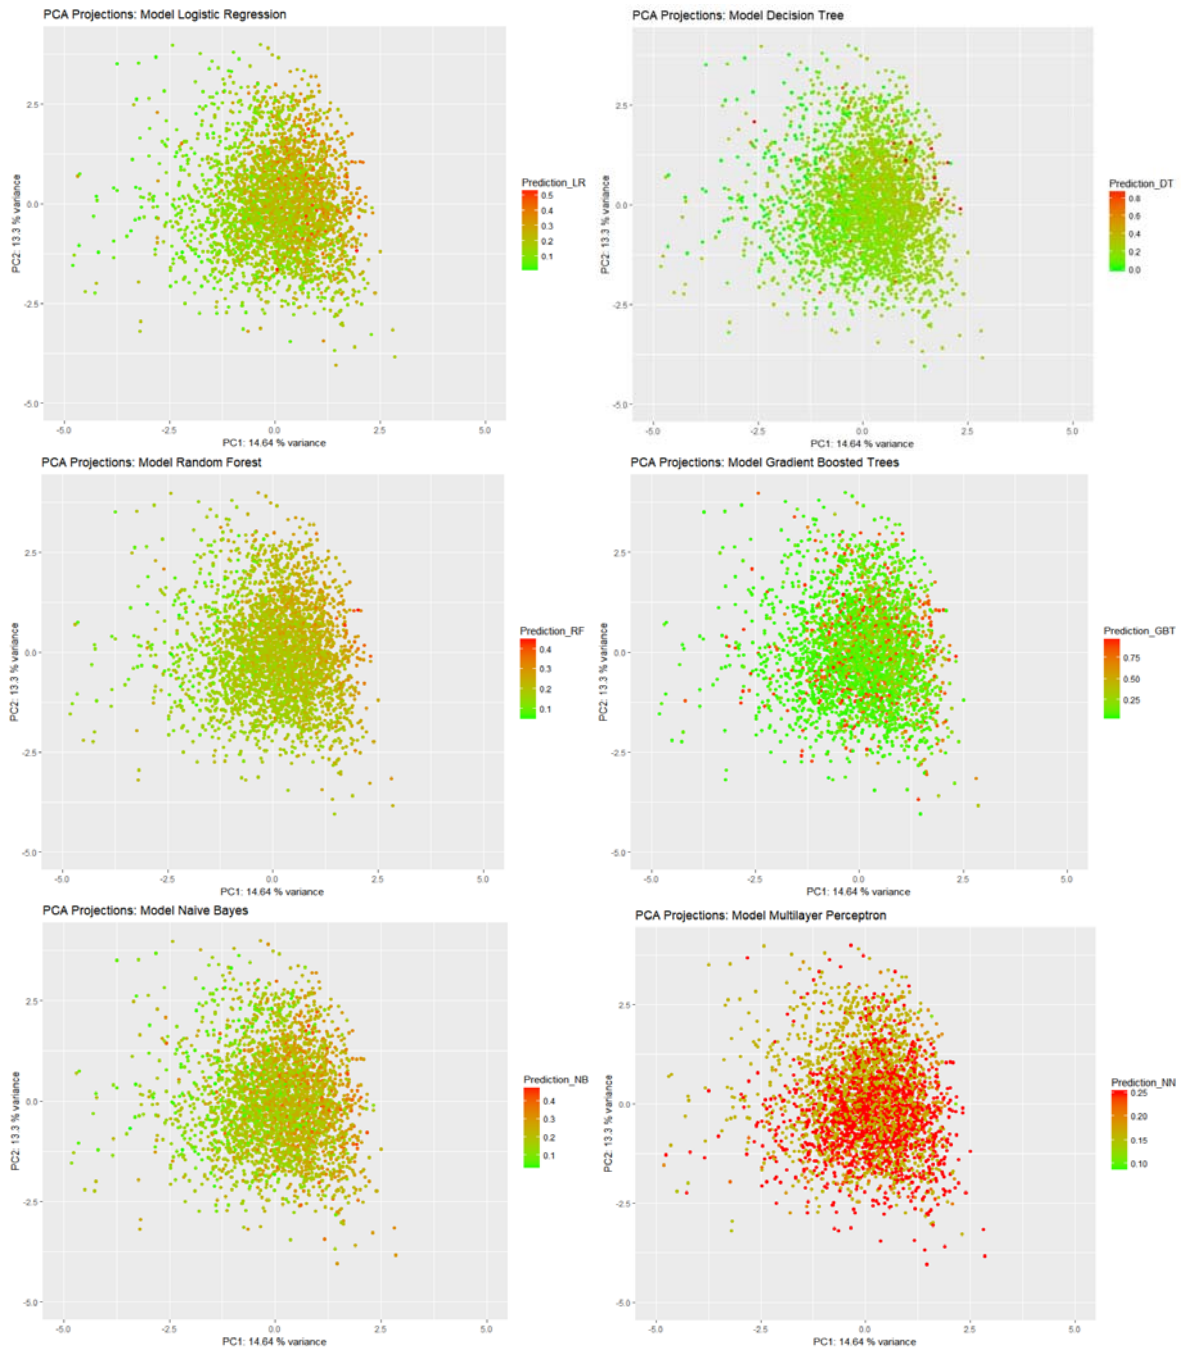 PCA Projections: Model Logistic Regression
2.5
0.0
-2.5
-5.0
PC2: 13.3 % variance
-5.0 -2.5 0.0 2.5 5.0
PC1: 14.64 % variance
Prediction_LR
0.5
0.4
0.3
0.2
0.1
PCA Projections: Model Decision Tree
2.5
0.0
-2.5
-5.0
PC2: 13.3 % variance
-5.0 -2.5 0.0 2.5 5.0
PC1: 14.64 % variance
Prediction_DT
0.8
0.6
0.4
0.2
0.0
PCA Projections: Model Random Forest
2.5
0.0
-2.5
-5.0
PC2: 13.3 % variance
-5.0 -2.5 0.0 2.5 5.0
PC1: 14.64 % variance
Prediction_RF
0.4
0.3
0.2
0.1
PCA Projections: Model Gradient Boosted Trees
2.5
0.0
-2.5
-5.0
PC2: 13.3 % variance
-5.0 -2.5 0.0 2.5 5.0
PC1: 14.64 % variance
Prediction_GBT
0.75
0.50
0.25
PCA Projections: Model Naive Bayes
2.5
0.0
-2.5
-5.0
PC2: 13.3 % variance
-5.0 -2.5 0.0 2.5 5.0
PC1: 14.64 % variance
Prediction_NB
0.4
0.3
0.2
0.1
PCA Projections: Model Multilayer Perceptron
2.5
0.0
-2.5
-5.0
PC2: 13.3 % variance
-5.0 -2.5 0.0 2.5 5.0
PC1: 14.64 % variance
Prediction_NN
0.25
0.20
0.15
0.10